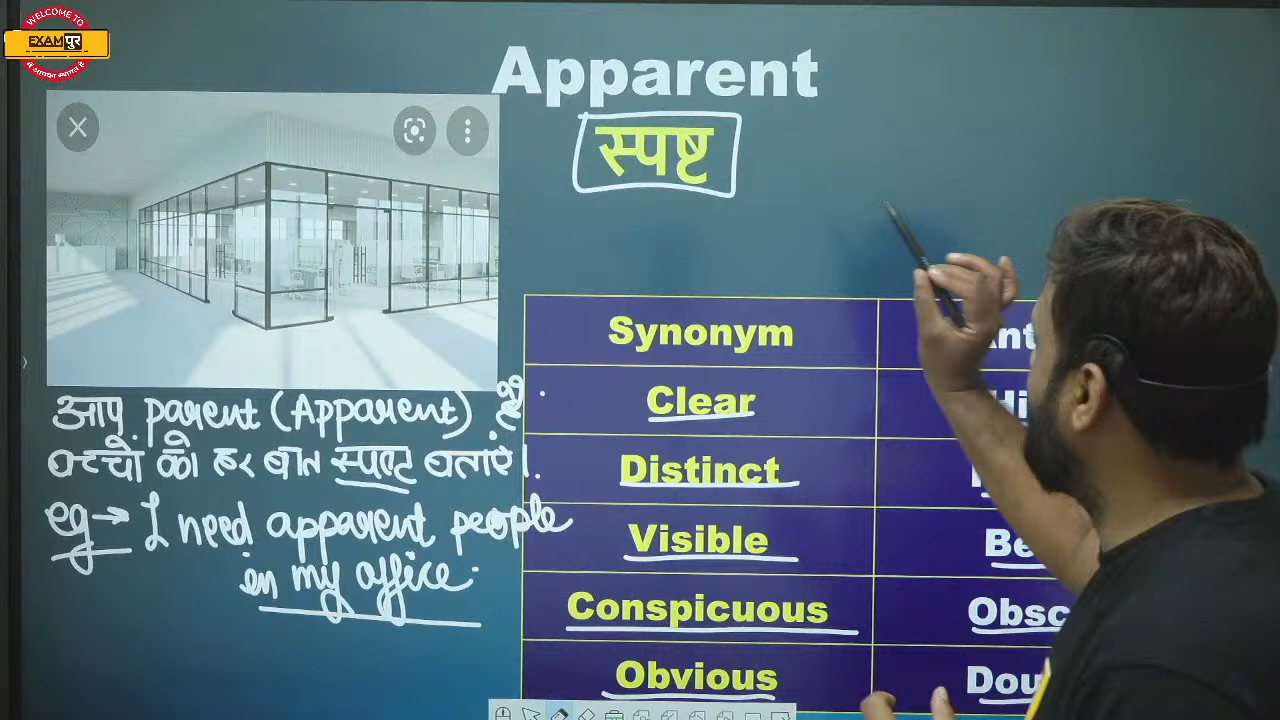 WELCOME TO
EXAMपुर
Apparent
स्पष्ट
आप parent (Apparent) है
बच्चो को हर बात स्पष्ट बताएं।
eg→ I need apparent people
in my office.
Synonym
Clear
Distinct
Visible
Conspicuous
Obvious